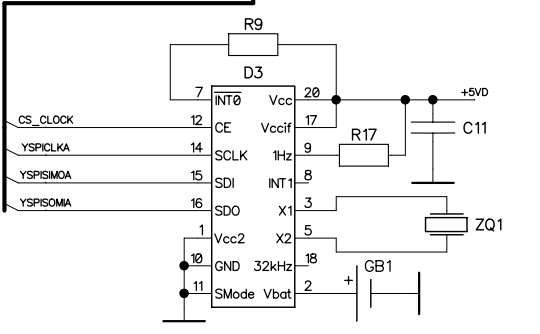 R9
D3
7 INT0 Vcc 20 +5VD
CS_CLOCK 12 CE Vccif 17 C11
R17
YSPICLKA 14 SCLK 1Hz 9
YSPISIMOA 15 SDI INT1 8
YSPISOMIA 16 SDO X1 3
ZQ1
1 Vcc2 X2 5
10 GND 32kHz 18 GB1
+
11 SMode Vbat 2